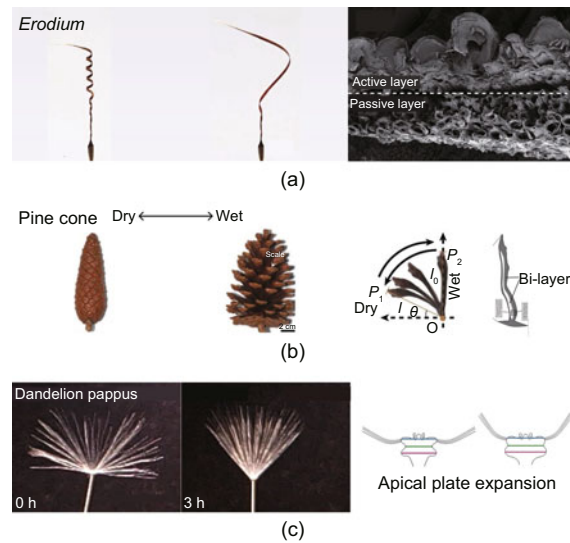 Erodium
Active layer
Passive layer
(a)
Pine cone
Dry
Wet
Scale
2 cm
P1
P2
l0
l
θ
Dry
Wet
O
Bi-layer
(b)
Dandelion pappus
0 h
3 h
Apical plate expansion
(c)